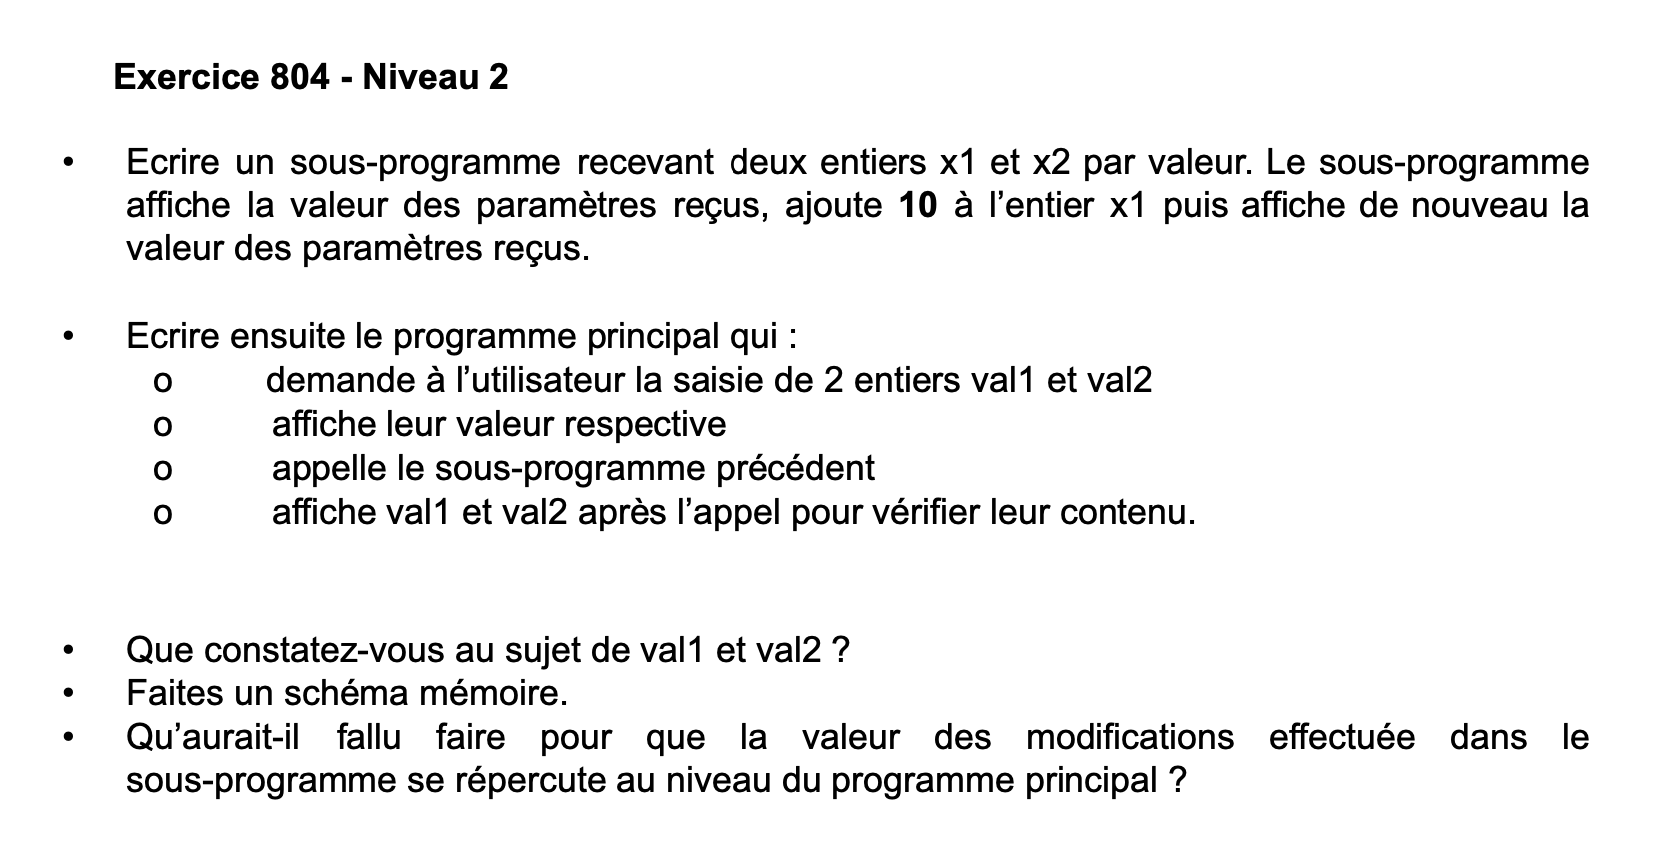 Exercice 804 - Niveau 2
• Ecrire un sous-programme recevant deux entiers x1 et x2 par valeur. Le sous-programme
affiche la valeur des paramètres reçus, ajoute 10 à l’entier x1 puis affiche de nouveau la
valeur des paramètres reçus.
• Ecrire ensuite le programme principal qui :
o demande à l’utilisateur la saisie de 2 entiers val1 et val2
o affiche leur valeur respective
o appelle le sous-programme précédent
o affiche val1 et val2 après l’appel pour vérifier leur contenu.
• Que constatez-vous au sujet de val1 et val2 ?
• Faites un schéma mémoire.
• Qu’aurait-il fallu faire pour que la valeur des modifications effectuée dans le
sous-programme se répercute au niveau du programme principal ?